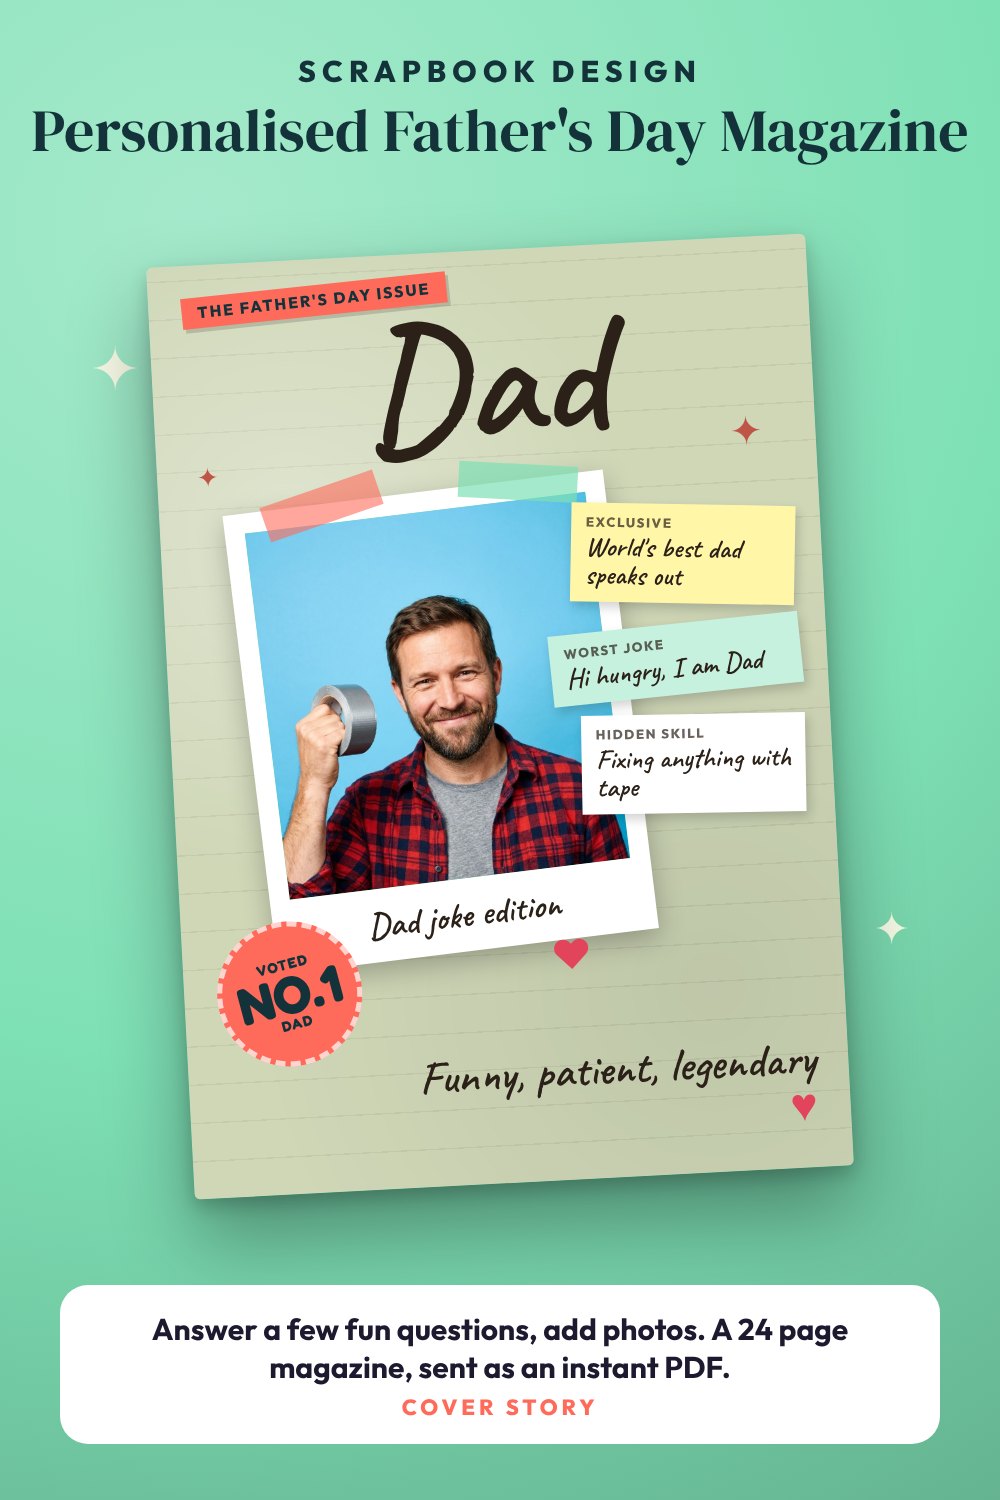 SCRAPBOOK DESIGN
Personalised Father's Day Magazine
THE FATHER'S DAY ISSUE
Dad
EXCLUSIVE
World's best dad
speaks out
WORST JOKE
Hi hungry, I am Dad
HIDDEN SKILL
Fixing anything with
tape
Dad joke edition
VOTED
NO.1
DAD
Funny, patient, legendary
Answer a few fun questions, add photos. A 24 page
magazine, sent as an instant PDF.
COVER STORY